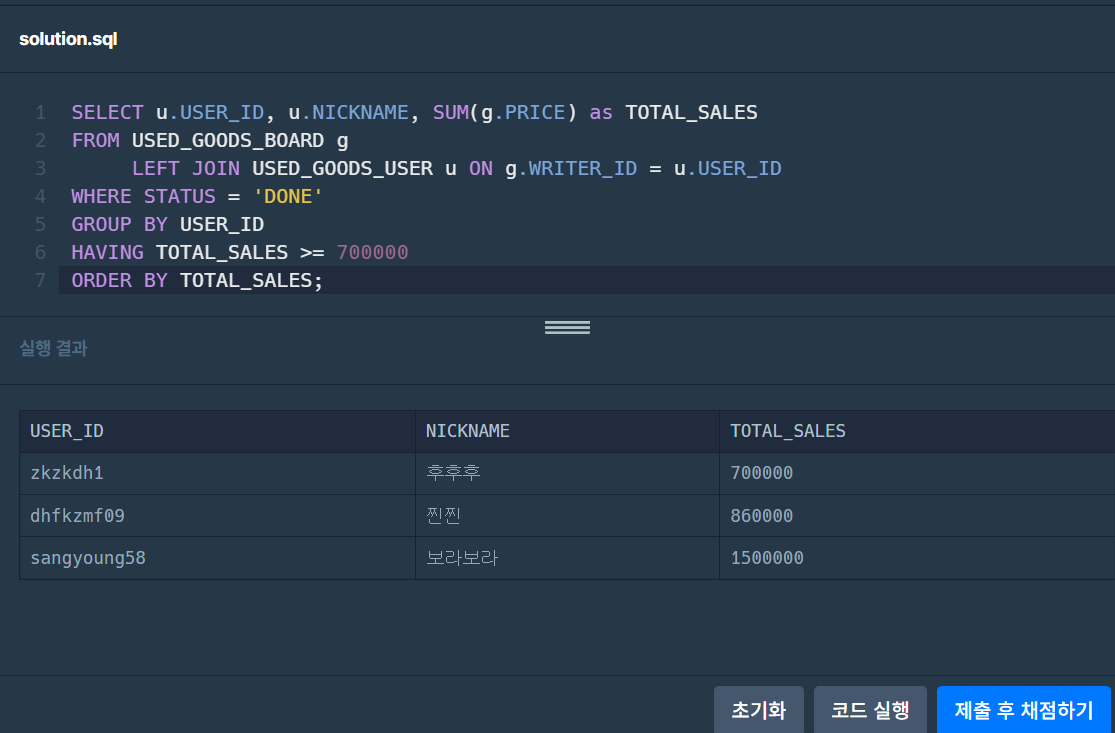 solution.sql
1 SELECT u.USER_ID, u.NICKNAME, SUM(g.PRICE) as TOTAL_SALES
2 FROM USED_GOODS_BOARD g
3 LEFT JOIN USED_GOODS_USER u ON g.WRITER_ID = u.USER_ID
4 WHERE STATUS = 'DONE'
5 GROUP BY USER_ID
6 HAVING TOTAL_SALES >= 700000
7 ORDER BY TOTAL_SALES;
실행 결과
USER_ID NICKNAME TOTAL_SALES
zkzkdh1 후후후 700000
dhfkzmf09 찐찐 860000
sangyoung58 보라보라 1500000
초기화 코드 실행 제출 후 채점하기